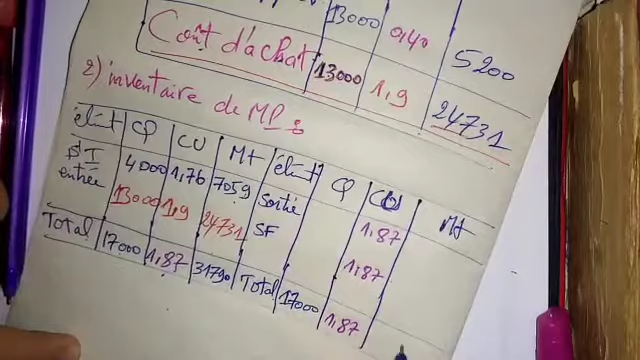 13000 0,40 5200
Coût d'achat 13000 1,9 24731
2) inventaire de MP :
élmt Q CU Mt élmt Q CU Mt
SI 4000 1,76 7059 Sortie 1,87
entrée 13000 1,9 24731 SF 1,87
Total 17000 1,87 31790 Total 17000 1,87